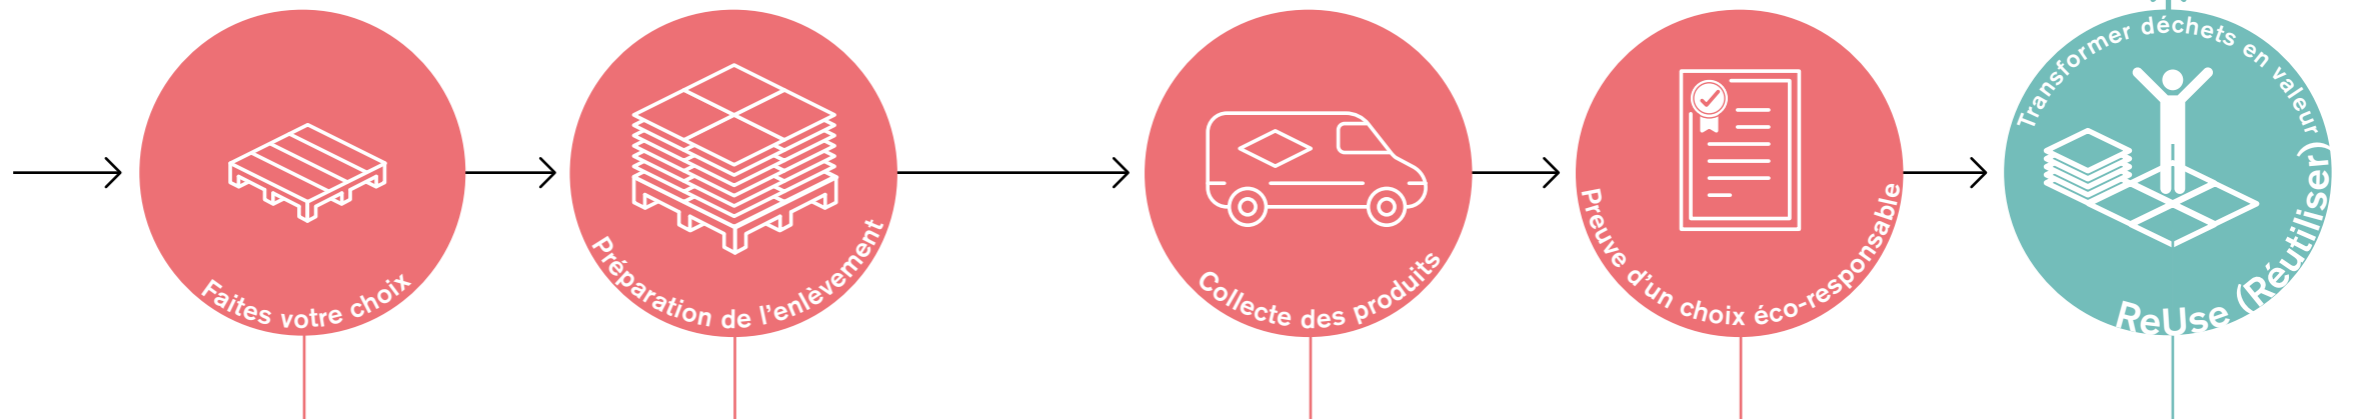 Faites votre choix
Préparation de l'enlèvement
Collecte des produits
Preuve d'un choix éco-responsable
Transformer déchets en valeur
ReUse (Réutiliser)